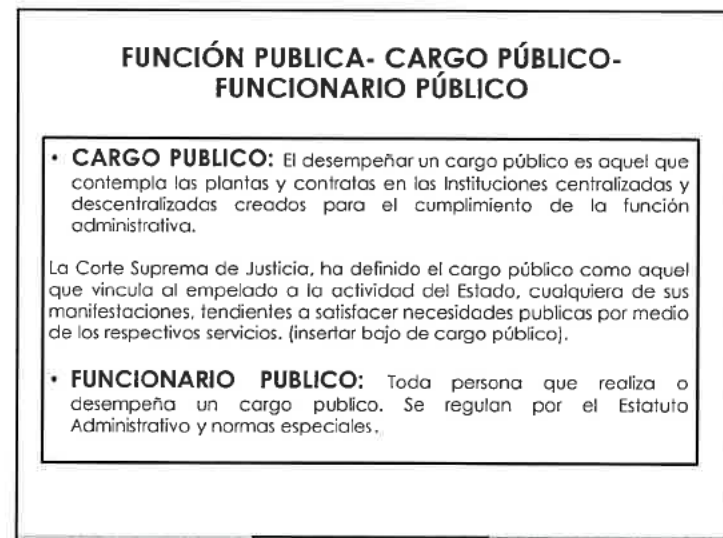 FUNCIÓN PUBLICA- CARGO PÚBLICO-
FUNCIONARIO PÚBLICO
• CARGO PUBLICO: El desempeñar un cargo público es aquel que
contempla las plantas y contratas en las Instituciones centralizadas y
descentralizadas creados para el cumplimiento de la función
administrativa.
La Corte Suprema de Justicia, ha definido el cargo público como aquel
que vincula al empelado a la actividad del Estado, cualquiera de sus
manifestaciones, tendientes a satisfacer necesidades publicas por medio
de los respectivos servicios. (insertar bajo de cargo público).
• FUNCIONARIO PUBLICO: Toda persona que realiza o
desempeña un cargo publico. Se regulan por el Estatuto
Administrativo y normas especiales.